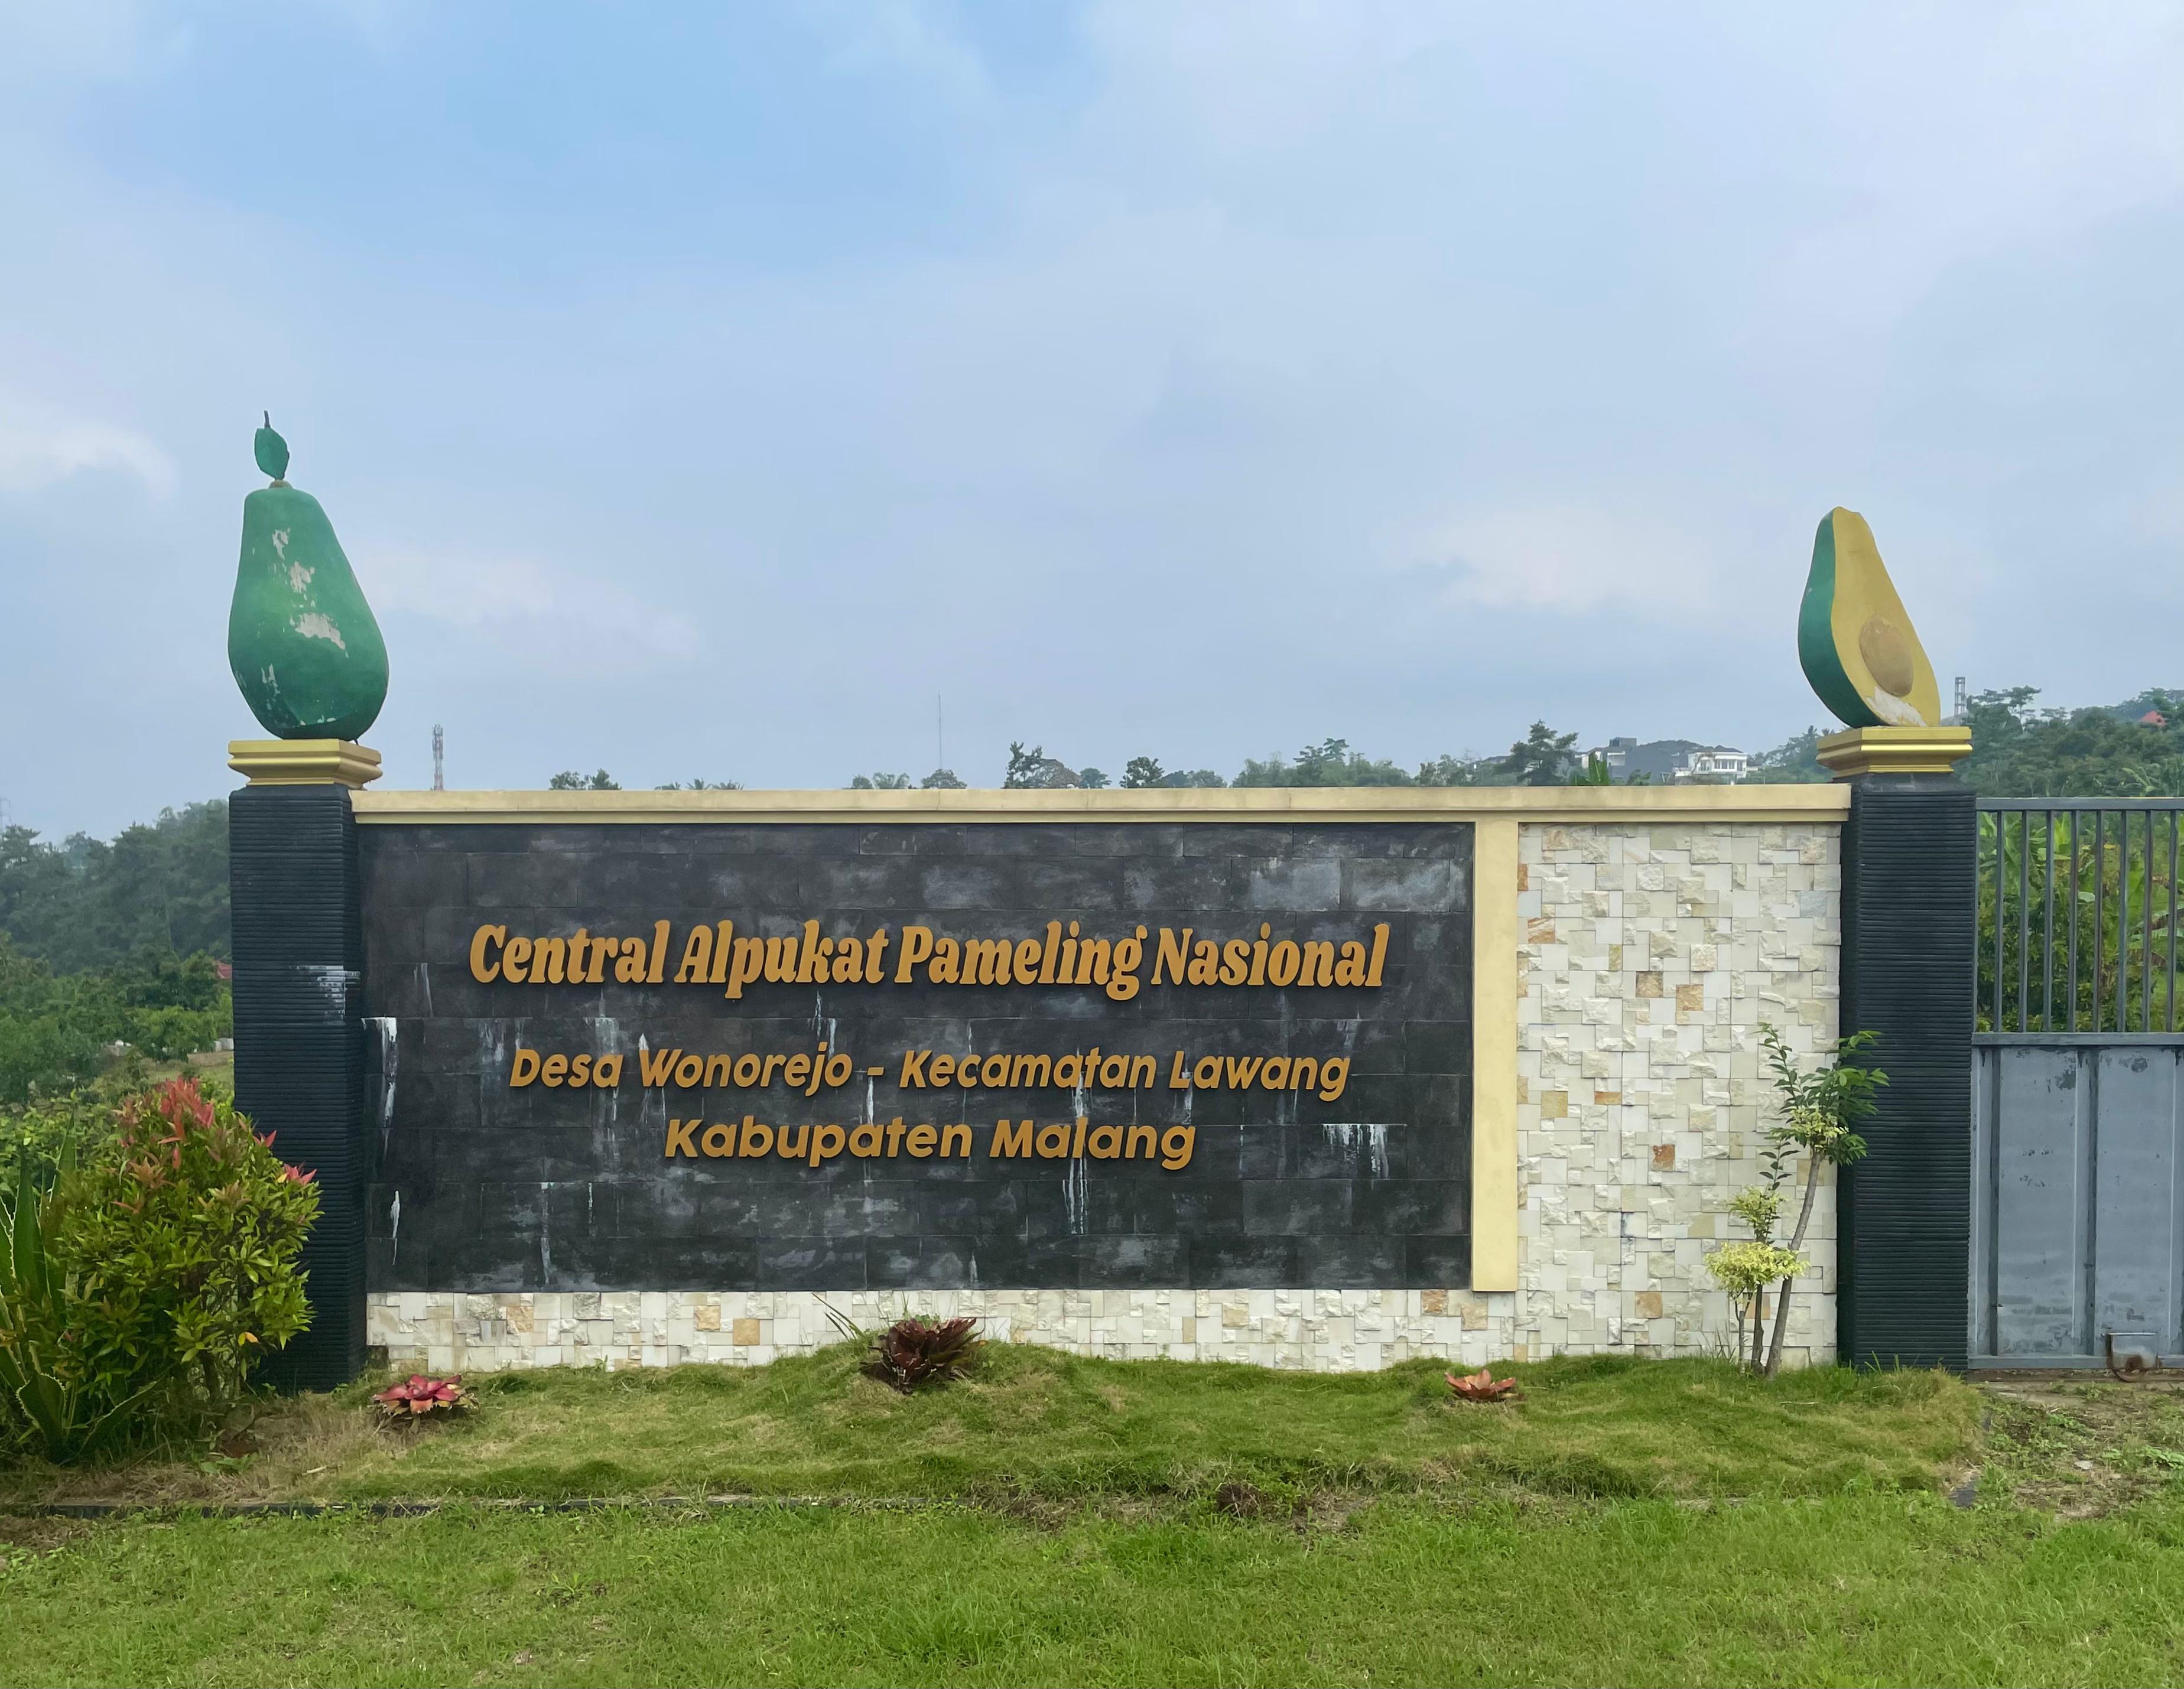 Central Alpukat Pameling Nasional
Desa Wonorejo - Kecamatan Lawang
Kabupaten Malang